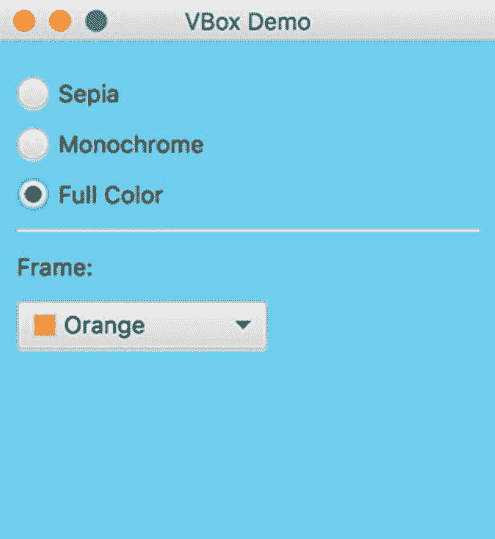 VBox Demo
Sepia
Monochrome
Full Color
Frame:
Orange